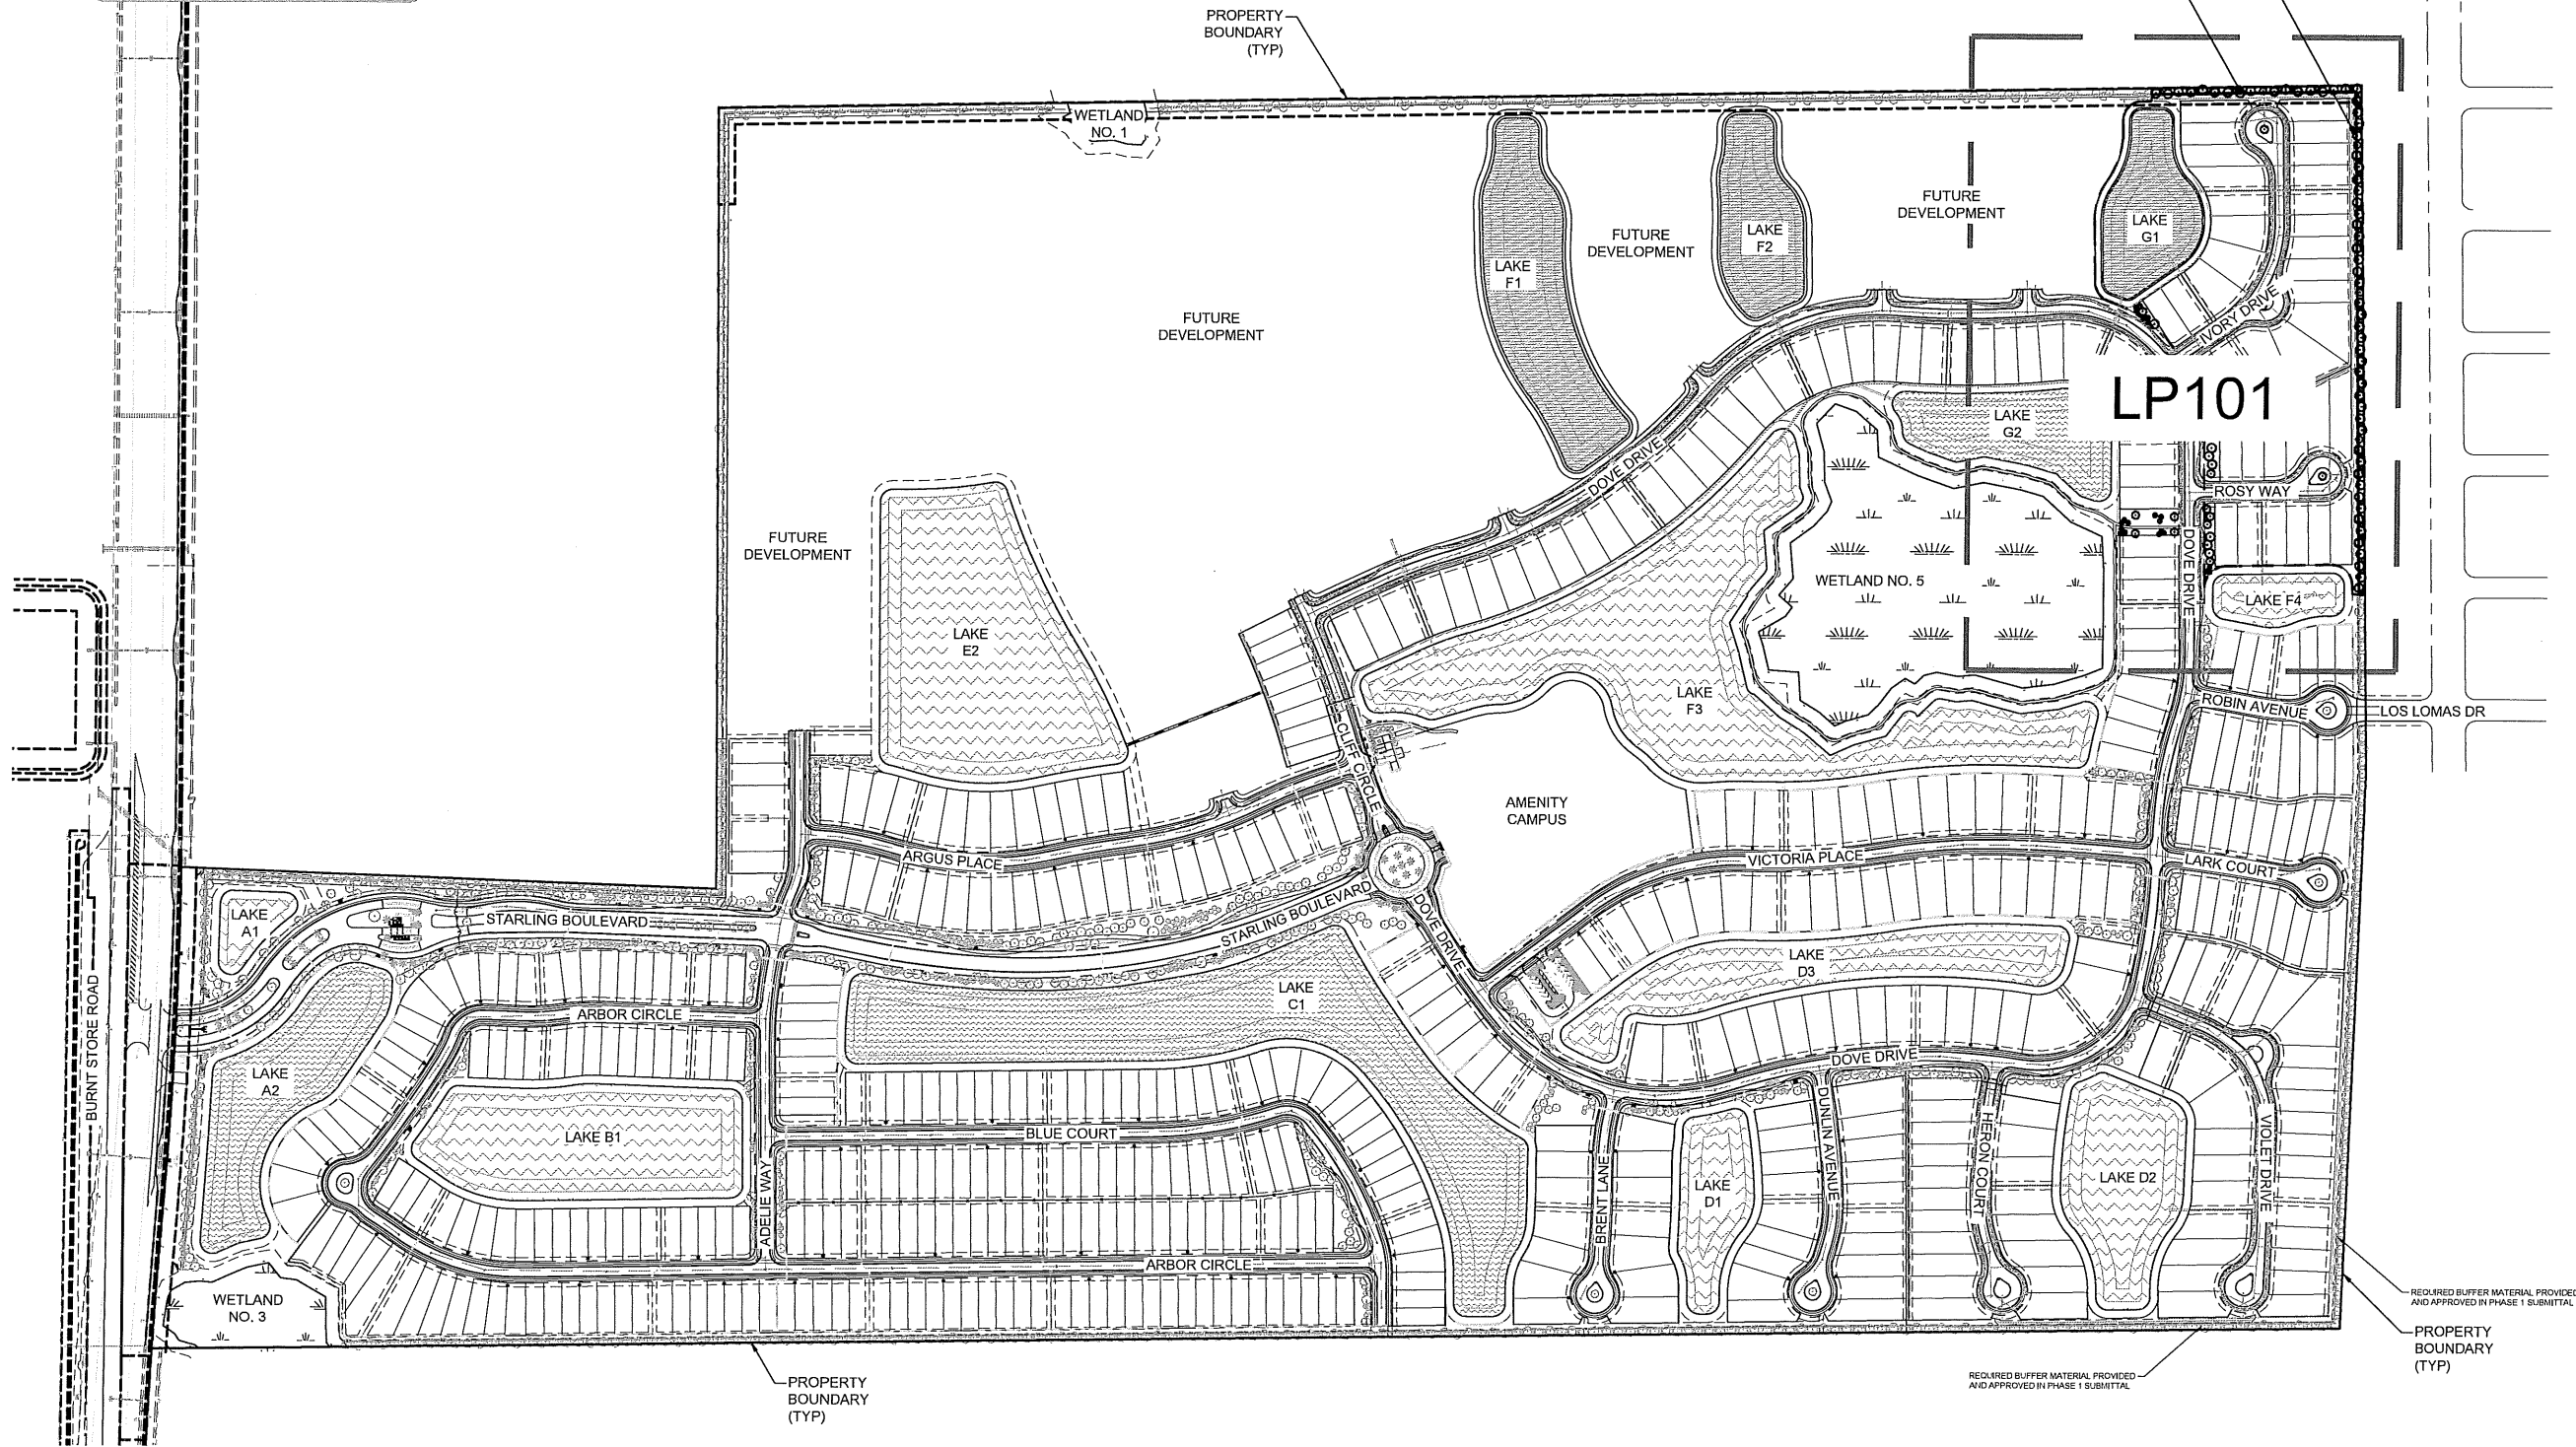 PROPERTY
BOUNDARY
(TYP)
WETLAND
NO. 1
FUTURE
DEVELOPMENT
LAKE
F1
FUTURE
DEVELOPMENT
LAKE
F2
FUTURE
DEVELOPMENT
LAKE
G1
IVORY DRIVE
LP101
LAKE
G2
DOVE DRIVE
ROSY WAY
FUTURE
DEVELOPMENT
DOVE DRIVE
WETLAND NO. 5
LAKE F4
LAKE
E2
LAKE
F3
ROBIN AVENUE
LOS LOMAS DR
CLIFF CIRCLE
AMENITY
CAMPUS
ARGUS PLACE
VICTORIA PLACE
LARK COURT
LAKE
A1
STARLING BOULEVARD
STARLING BOULEVARD
DOVE DRIVE
LAKE
D3
LAKE
C1
ARBOR CIRCLE
BURNT STORE ROAD
LAKE
A2
DOVE DRIVE
LAKE B1
BLUE COURT
DUNLIN AVENUE
HERON COURT
VIOLET DRIVE
ADELIE WAY
BRENT LANE
LAKE
D1
LAKE D2
ARBOR CIRCLE
WETLAND
NO. 3
REQUIRED BUFFER MATERIAL PROVIDED
AND APPROVED IN PHASE 1 SUBMITTAL
PROPERTY
BOUNDARY
(TYP)
REQUIRED BUFFER MATERIAL PROVIDED
AND APPROVED IN PHASE 1 SUBMITTAL
PROPERTY
BOUNDARY
(TYP)